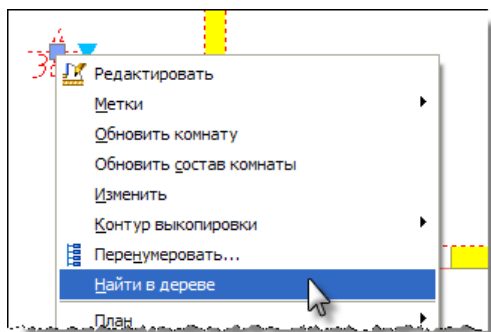 Редактировать
Метки
Обновить комнату
Обновить состав комнаты
Изменить
Контур выкопировки
Перенумеровать...
Найти в дереве
План